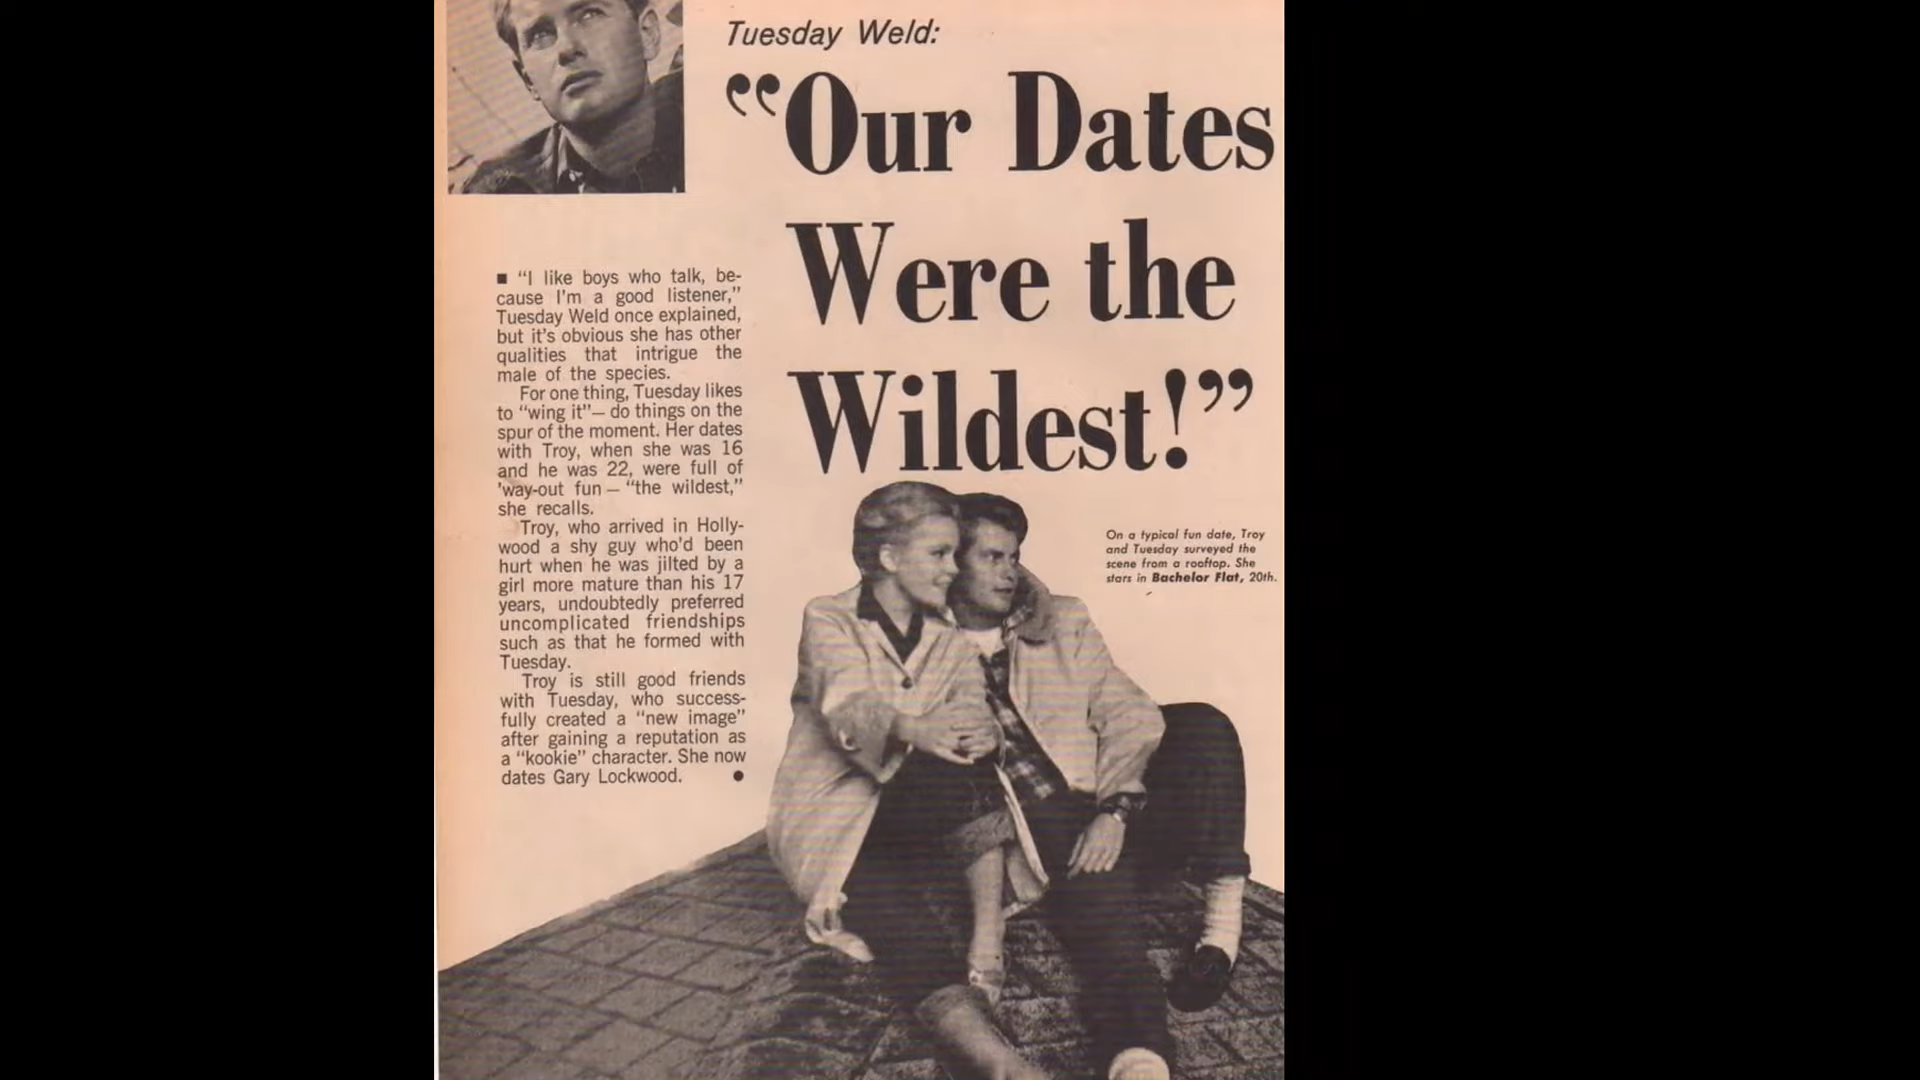 Tuesday Weld:
“Our Dates
Were the
Wildest!”
■ “I like boys who talk, be-
cause I'm a good listener,”
Tuesday Weld once explained,
but it's obvious she has other
qualities that intrigue the
male of the species.
For one thing, Tuesday likes
to “wing it”— do things on the
spur of the moment. Her dates
with Troy, when she was 16
and he was 22, were full of
'way-out fun — “the wildest,”
she recalls.
Troy, who arrived in Holly-
wood a shy guy who'd been
hurt when he was jilted by a
girl more mature than his 17
years, undoubtedly preferred
uncomplicated friendships
such as that he formed with
Tuesday.
Troy is still good friends
with Tuesday, who success-
fully created a “new image”
after gaining a reputation as
a “kookie” character. She now
dates Gary Lockwood. ●
On a typical fun date, Troy
and Tuesday surveyed the
scene from a rooftop. She
stars in Bachelor Flat, 20th.